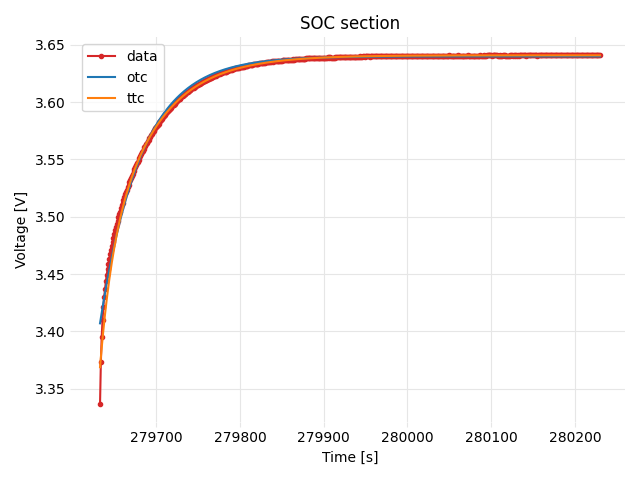 SOC section
data
otc
ttc
Voltage [V]
3.65
3.60
3.55
3.50
3.45
3.40
3.35
279700 279800 279900 280000 280100 280200
Time [s]